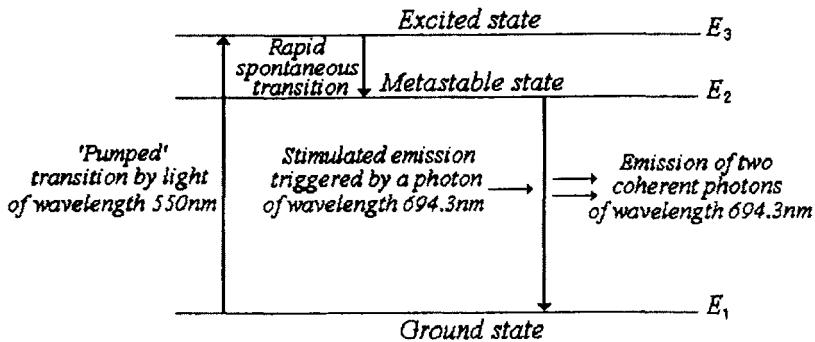 Excited state
E₃
Rapid
spontaneous
transition
Metastable state
E₂
'Pumped'
transition by light
of wavelength 550nm
Stimulated emission
triggered by a photon
of wavelength 694.3nm
Emission of two
coherent photons
of wavelength 694.3nm
E₁
Ground state